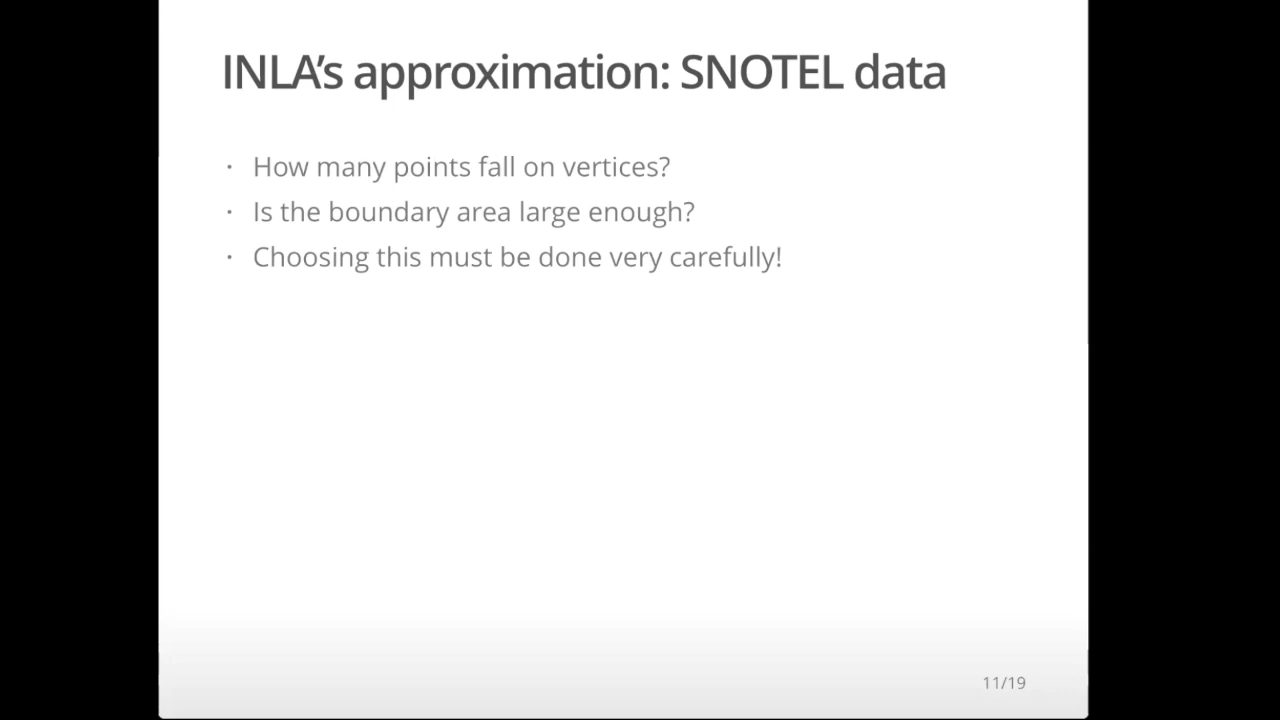 INLA’s approximation: SNOTEL data
· How many points fall on vertices?
· Is the boundary area large enough?
· Choosing this must be done very carefully!
11/19